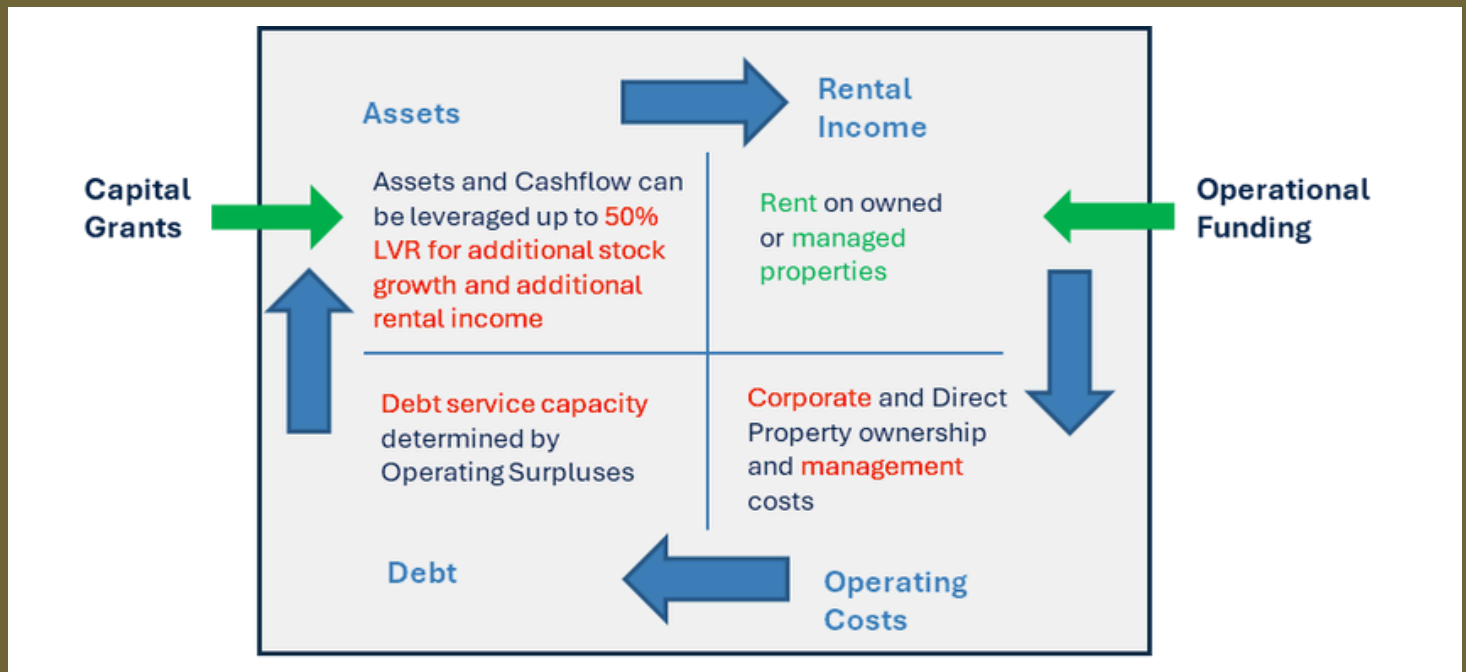 Assets
Rental
Income
Capital
Grants
Assets and Cashflow can
be leveraged up to 50%
LVR for additional stock
growth and additional
rental income
Rent on owned
or managed
properties
Operational
Funding
Debt service capacity
determined by
Operating Surpluses
Corporate and Direct
Property ownership
and management
costs
Debt
Operating
Costs